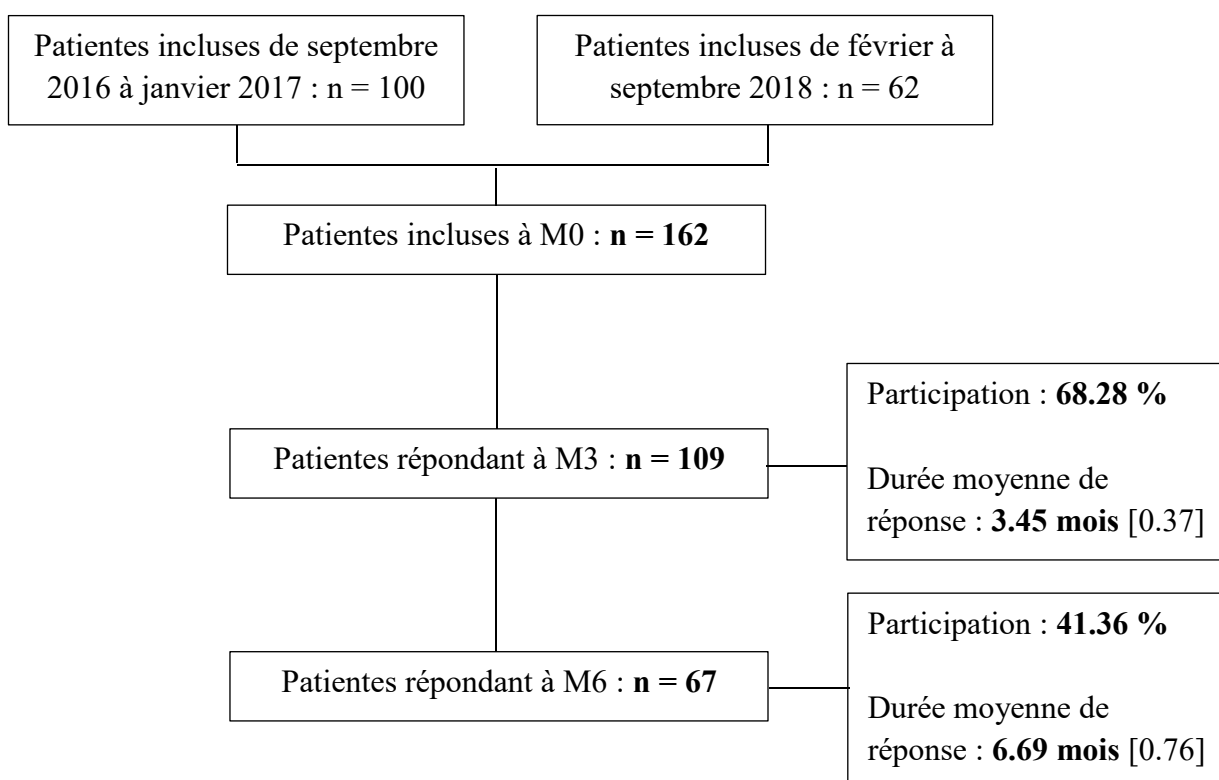 Patientes incluses de septembre
2016 à janvier 2017 : n = 100
Patientes incluses de février à
septembre 2018 : n = 62
Patientes incluses à M0 : n = 162
Patientes répondant à M3 : n = 109
Participation : 68.28 %
Durée moyenne de
réponse : 3.45 mois [0.37]
Patientes répondant à M6 : n = 67
Participation : 41.36 %
Durée moyenne de
réponse : 6.69 mois [0.76]